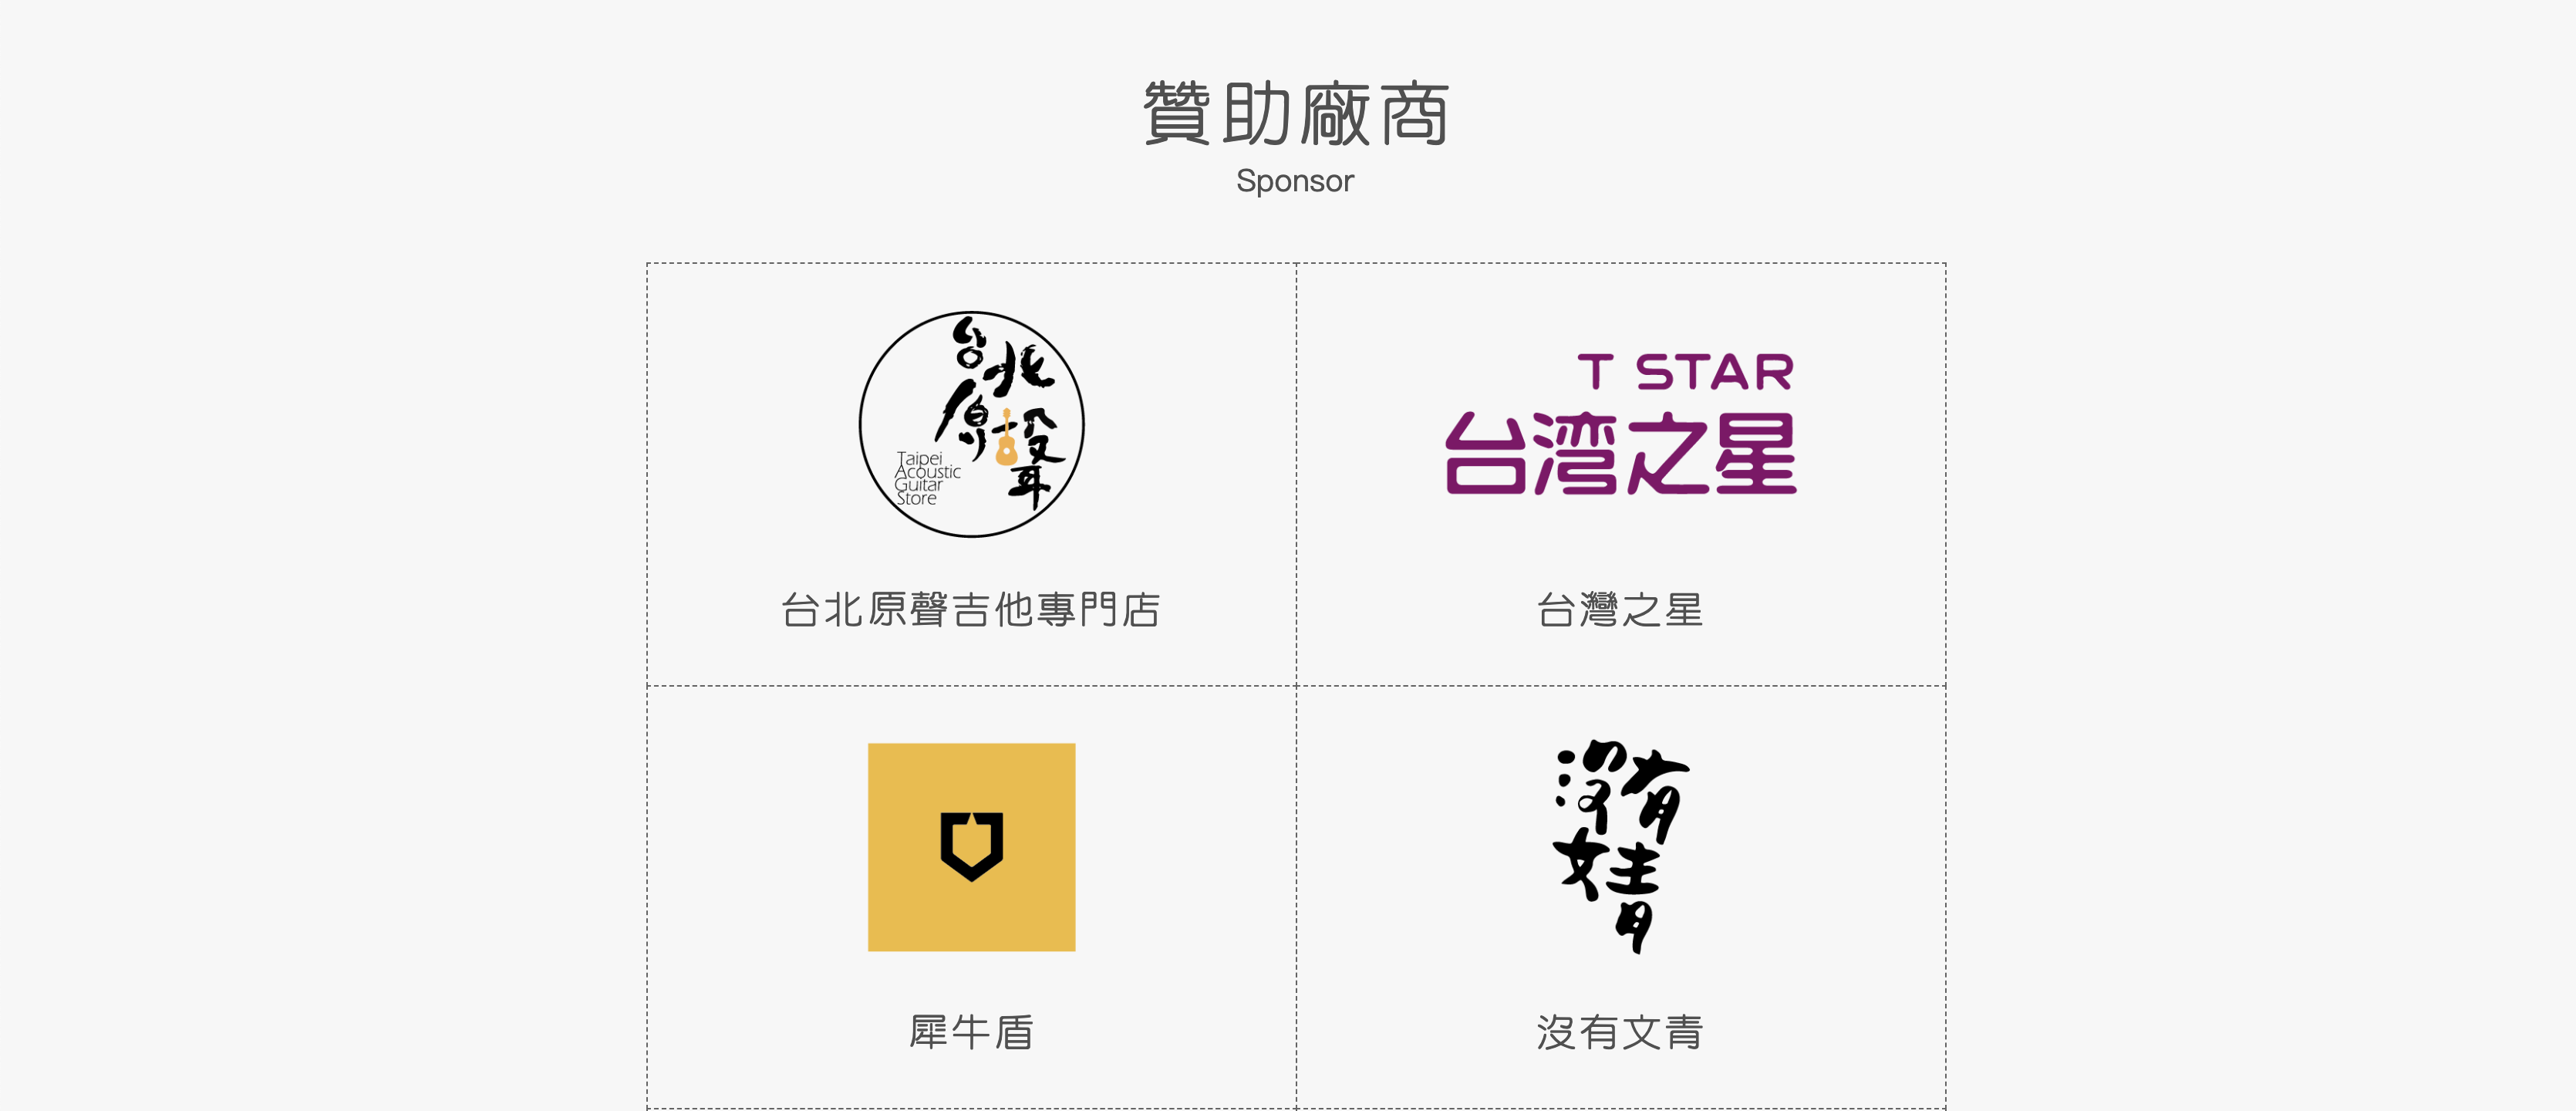 贊助廠商
Sponsor
台北
原聲
Taipei
Acoustic
Guitar
Store
台北原聲吉他專門店
T STAR
台湾之星
台灣之星
犀牛盾
沒有
文青
沒有文青